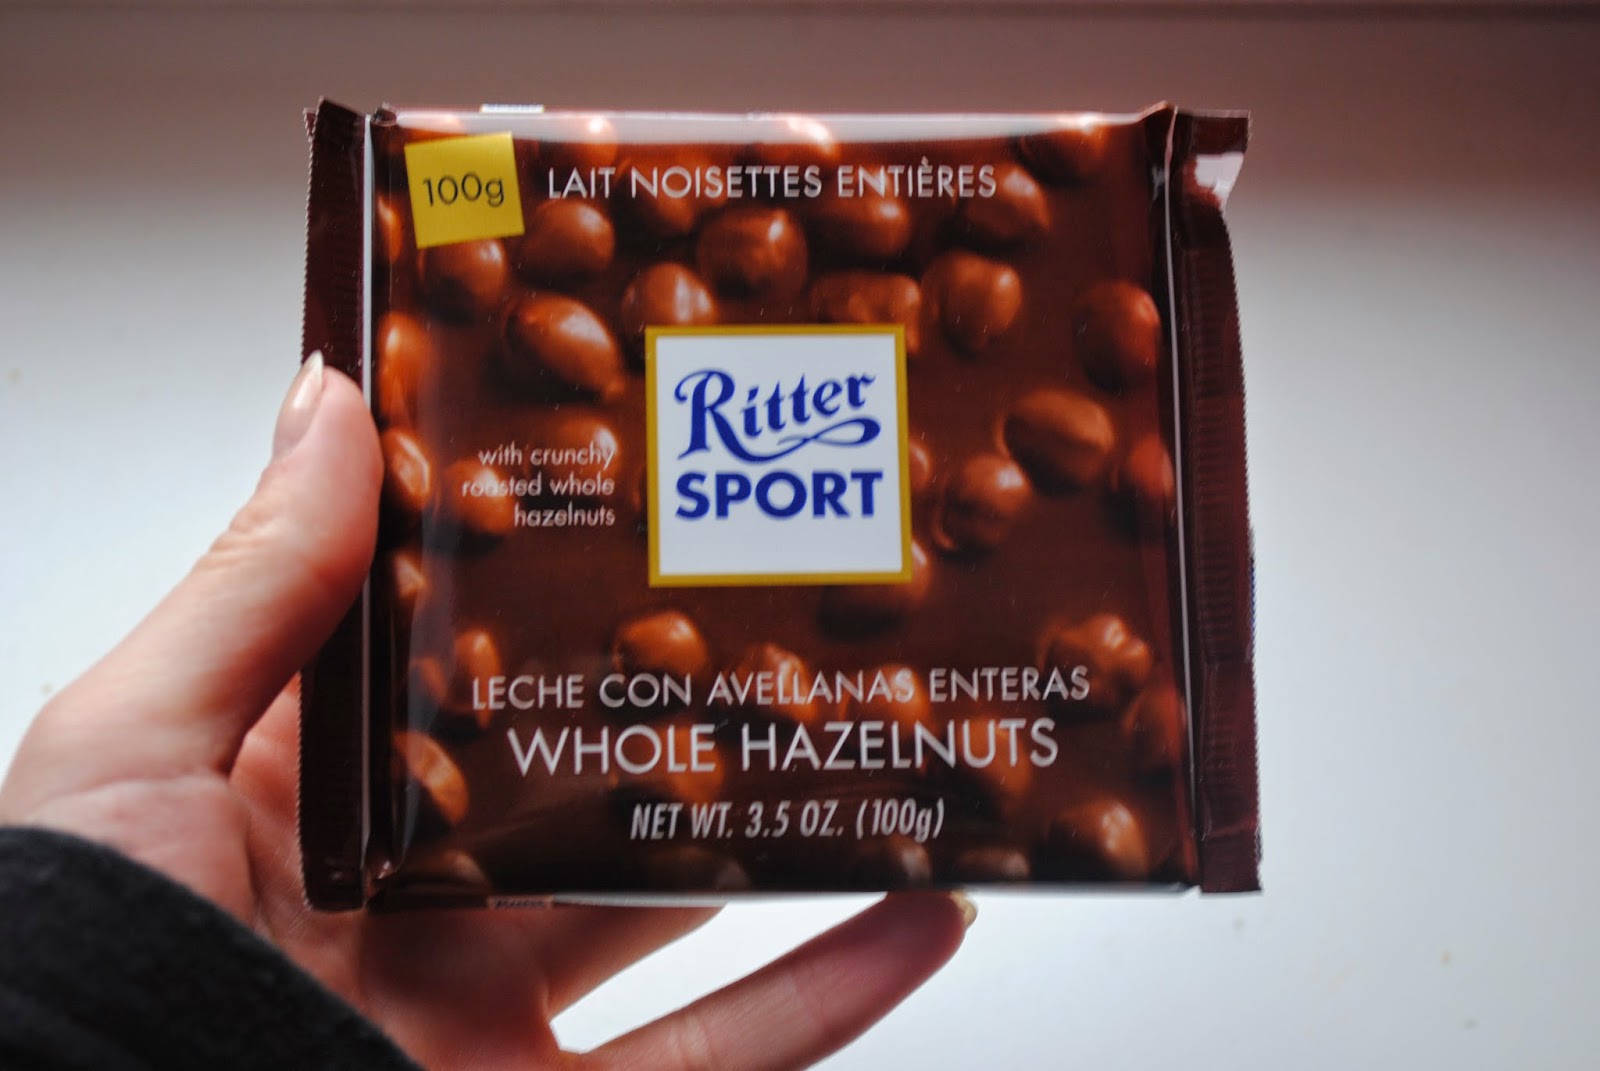 100g
LAIT NOISETTES ENTIÈRES
Ritter
SPORT
with crunchy
roasted whole
hazelnuts
LECHE CON AVELLANAS ENTERAS
WHOLE HAZELNUTS
NET WT. 3.5 OZ. (100g)